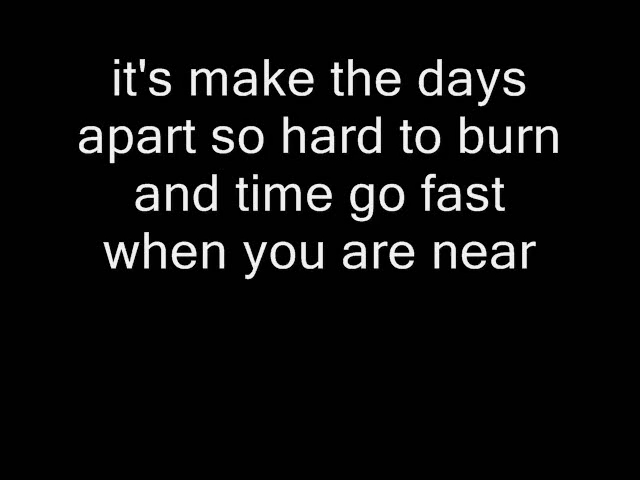 it's make the days
apart so hard to burn
and time go fast
when you are near